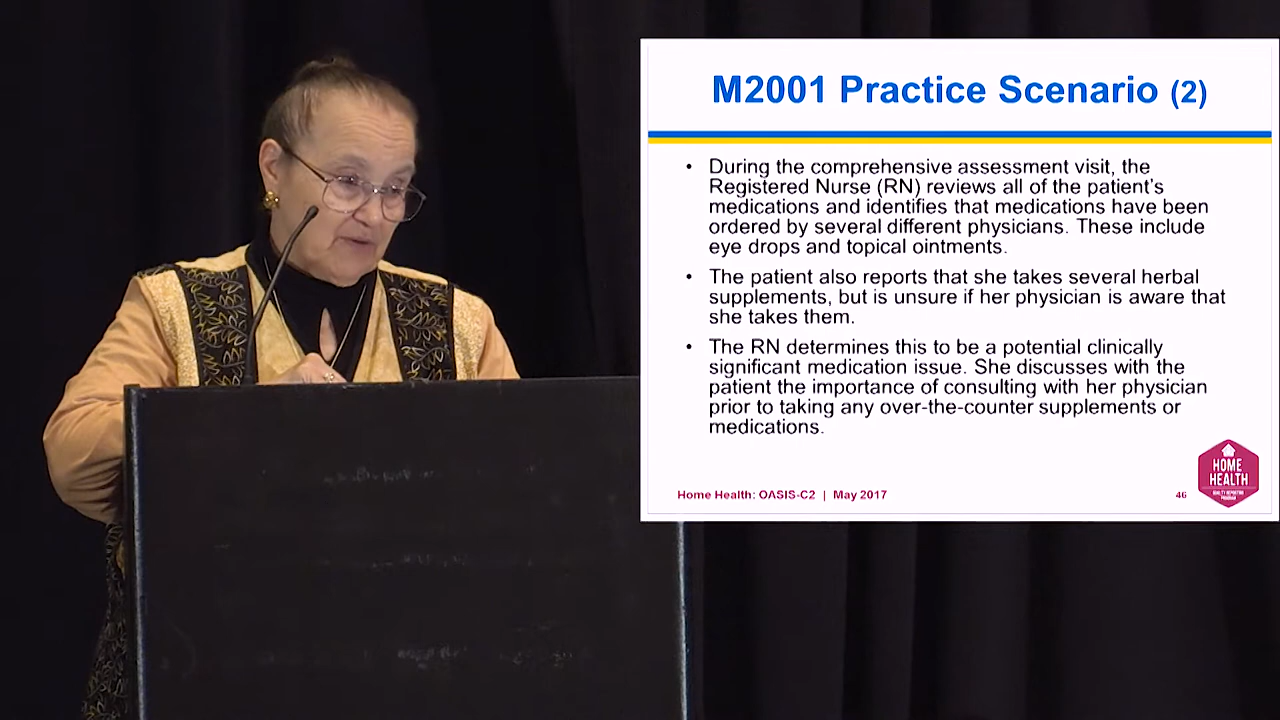 M2001 Practice Scenario (2)
• During the comprehensive assessment visit, the
Registered Nurse (RN) reviews all of the patient's
medications and identifies that medications have been
ordered by several different physicians. These include
eye drops and topical ointments.
• The patient also reports that she takes several herbal
supplements, but is unsure if her physician is aware that
she takes them.
• The RN determines this to be a potential clinically
significant medication issue. She discusses with the
patient the importance of consulting with her physician
prior to taking any over-the-counter supplements or
medications.
HOME
HEALTH
QUALITY REPORTING
PROGRAM
Home Health: OASIS-C2 | May 2017
46